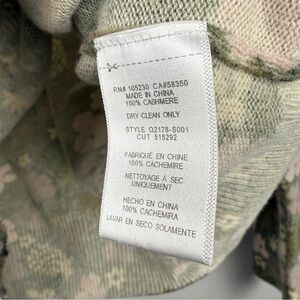 RN# 105230 CA#58350
MADE IN CHINA
100% CASHMERE
DRY CLEAN ONLY
STYLE Q2178-S001
CUT 515292
FABRIQUÉ EN CHINE
100% CACHEMIRE
NETTOYAGE À SEC
UNIQUEMENT
HECHO EN CHINA
100% CACHEMIRA
LAVAR EN SECO SOLAMENTE